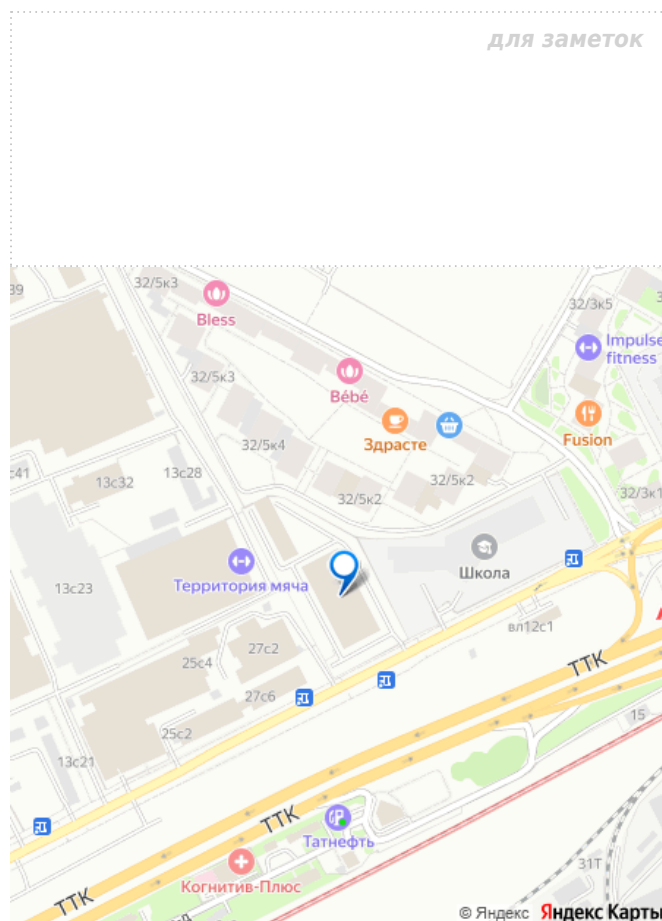 для заметок
39
32/5к3
32/3к5
3
Bless
Impulse
fitness
32/5к3
Bébé
Здрасте
Fusion
32/5к4
с41
13с28
32/5к2
13с32
32/5к2
32/3к1
Школа
13с23
Территория мяча
вл12с1
27с2
25с4
ТТК
27с6
15
25с2
13с21
ТТК
Татнефть
31Т
Когнитив-Плюс
ТТК
© Яндекс Яндекс Карты